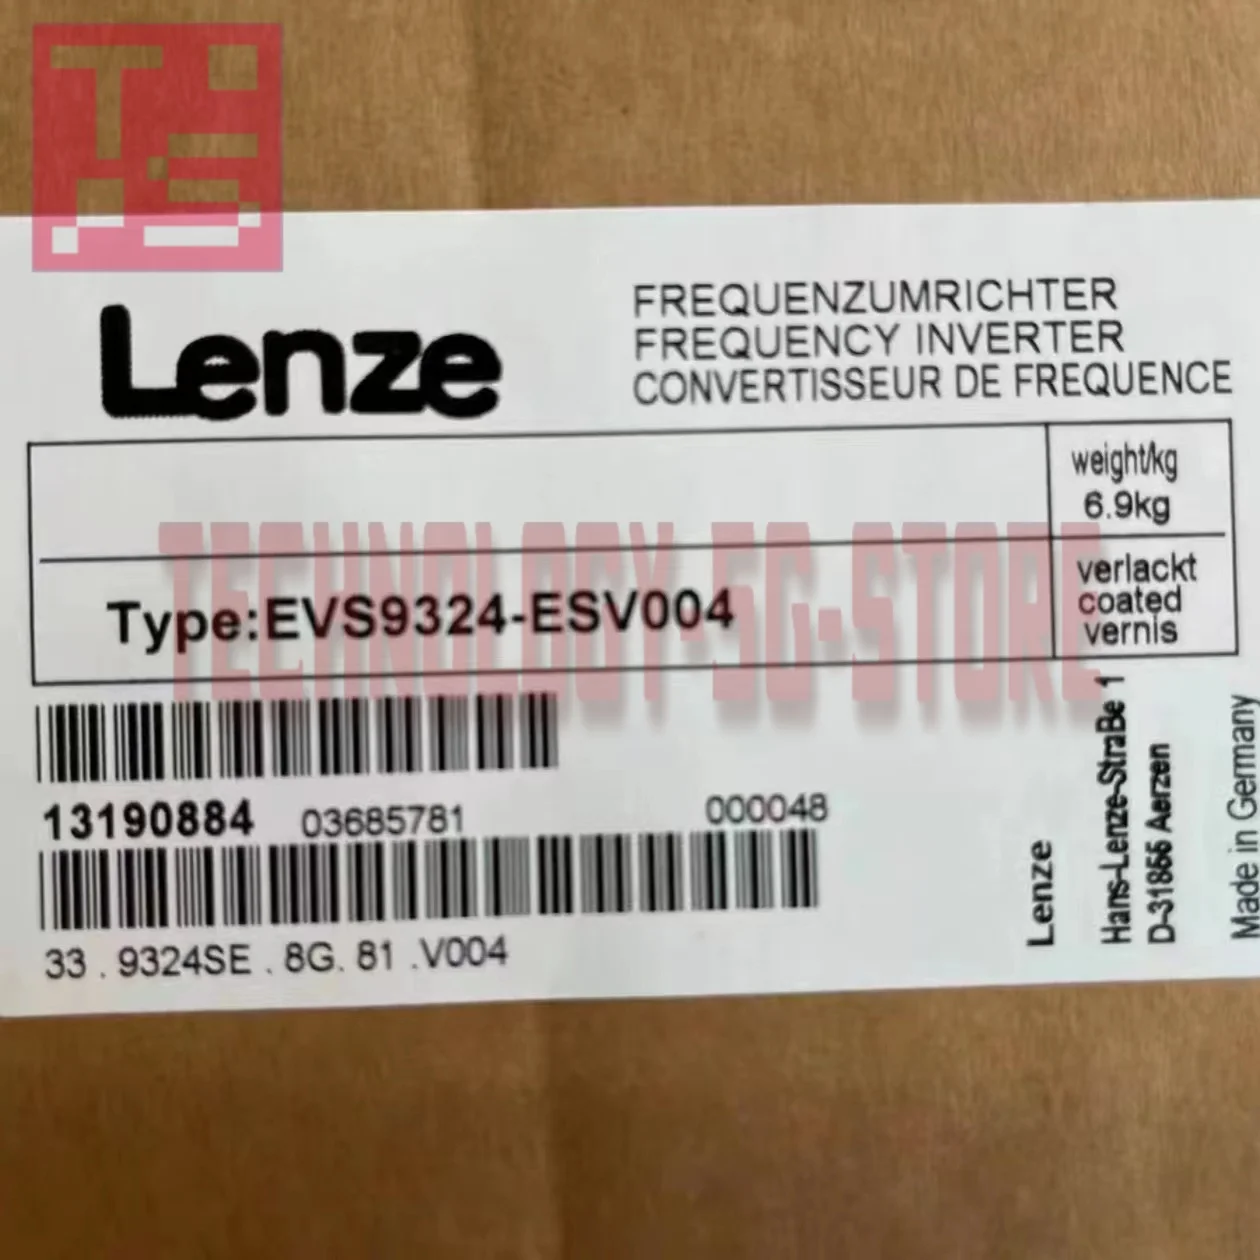 Lenze
FREQUENZUMRICHTER
FREQUENCY INVERTER
CONVERTISSEUR DE FREQUENCE
weight/kg
6.9kg
Type:EVS9324-ESV004
verlackt
coated
vernis
TECHNOLOGY-5G-STORE
13190884 03685781 000048
33 . 9324SE . 8G. 81 .V004
Lenze
Hans-Lenze-StraBe 1
D-31855 Aerzen
Made in Germany